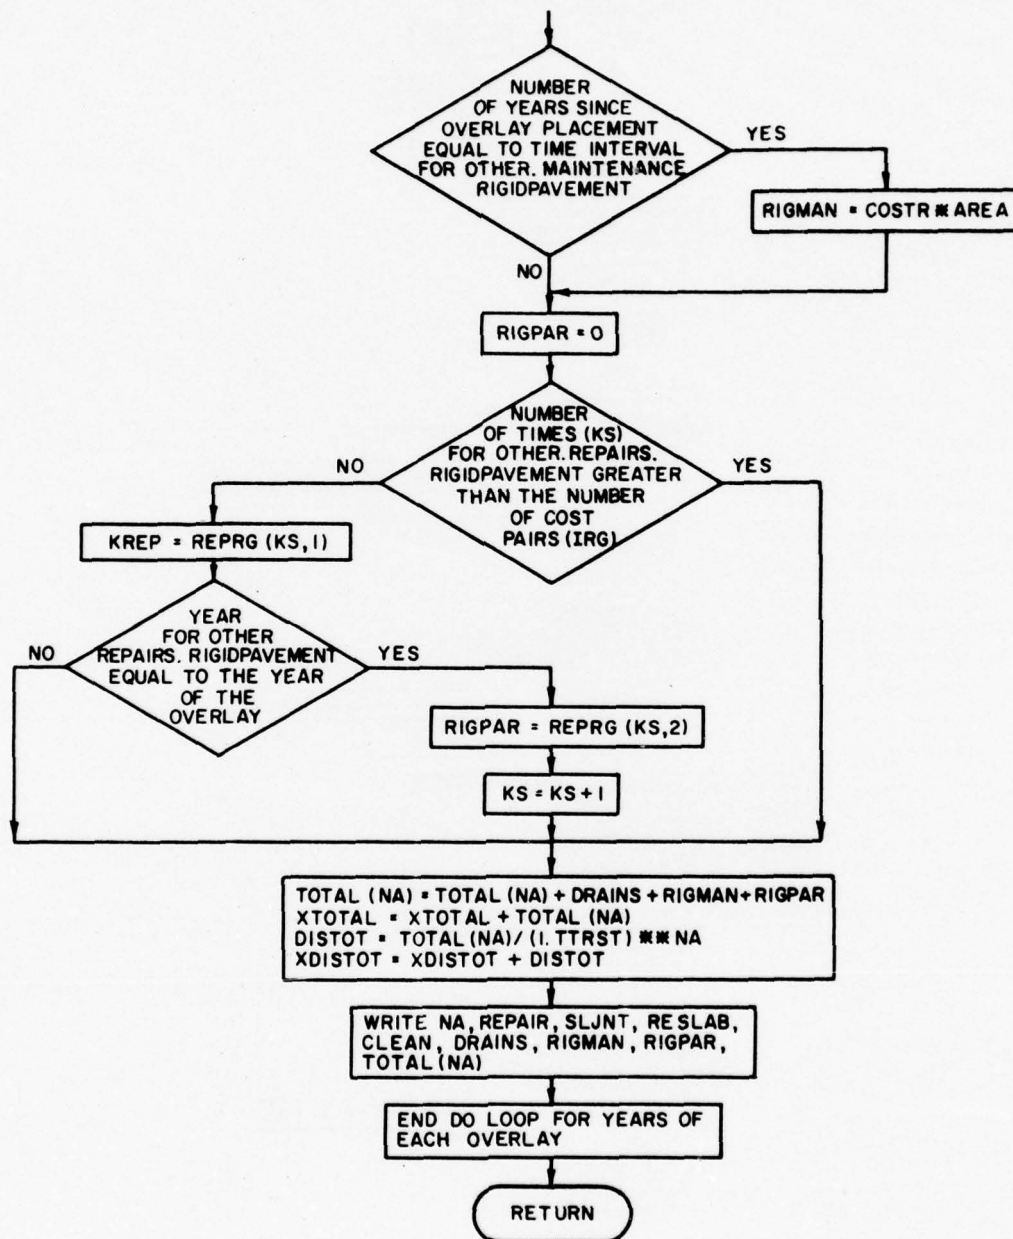 NUMBER
OF YEARS SINCE
OVERLAY PLACEMENT
EQUAL TO TIME INTERVAL
FOR OTHER. MAINTENANCE
RIGIDPAVEMENT
YES
RIGMAN = COSTR * AREA
NO
RIGPAR = 0
NUMBER
OF TIMES (KS)
FOR OTHER. REPAIRS.
RIGIDPAVEMENT GREATER
THAN THE NUMBER
OF COST
PAIRS (IRG)
NO
YES
KREP = REPRG (KS,1)
YEAR
FOR OTHER
REPAIRS. RIGIDPAVEMENT
EQUAL TO THE YEAR
OF THE
OVERLAY
NO
YES
RIGPAR = REPRG (KS,2)
KS = KS + 1
TOTAL (NA) = TOTAL (NA) + DRAINS + RIGMAN + RIGPAR
XTOTAL = XTOTAL + TOTAL (NA)
DISTOT = TOTAL (NA) / (1. TTRST) ** NA
XDISTOT = XDISTOT + DISTOT
WRITE NA, REPAIR, SLJNT, RESLAB,
CLEAN, DRAINS, RIGMAN, RIGPAR,
TOTAL (NA)
END DO LOOP FOR YEARS OF
EACH OVERLAY
RETURN